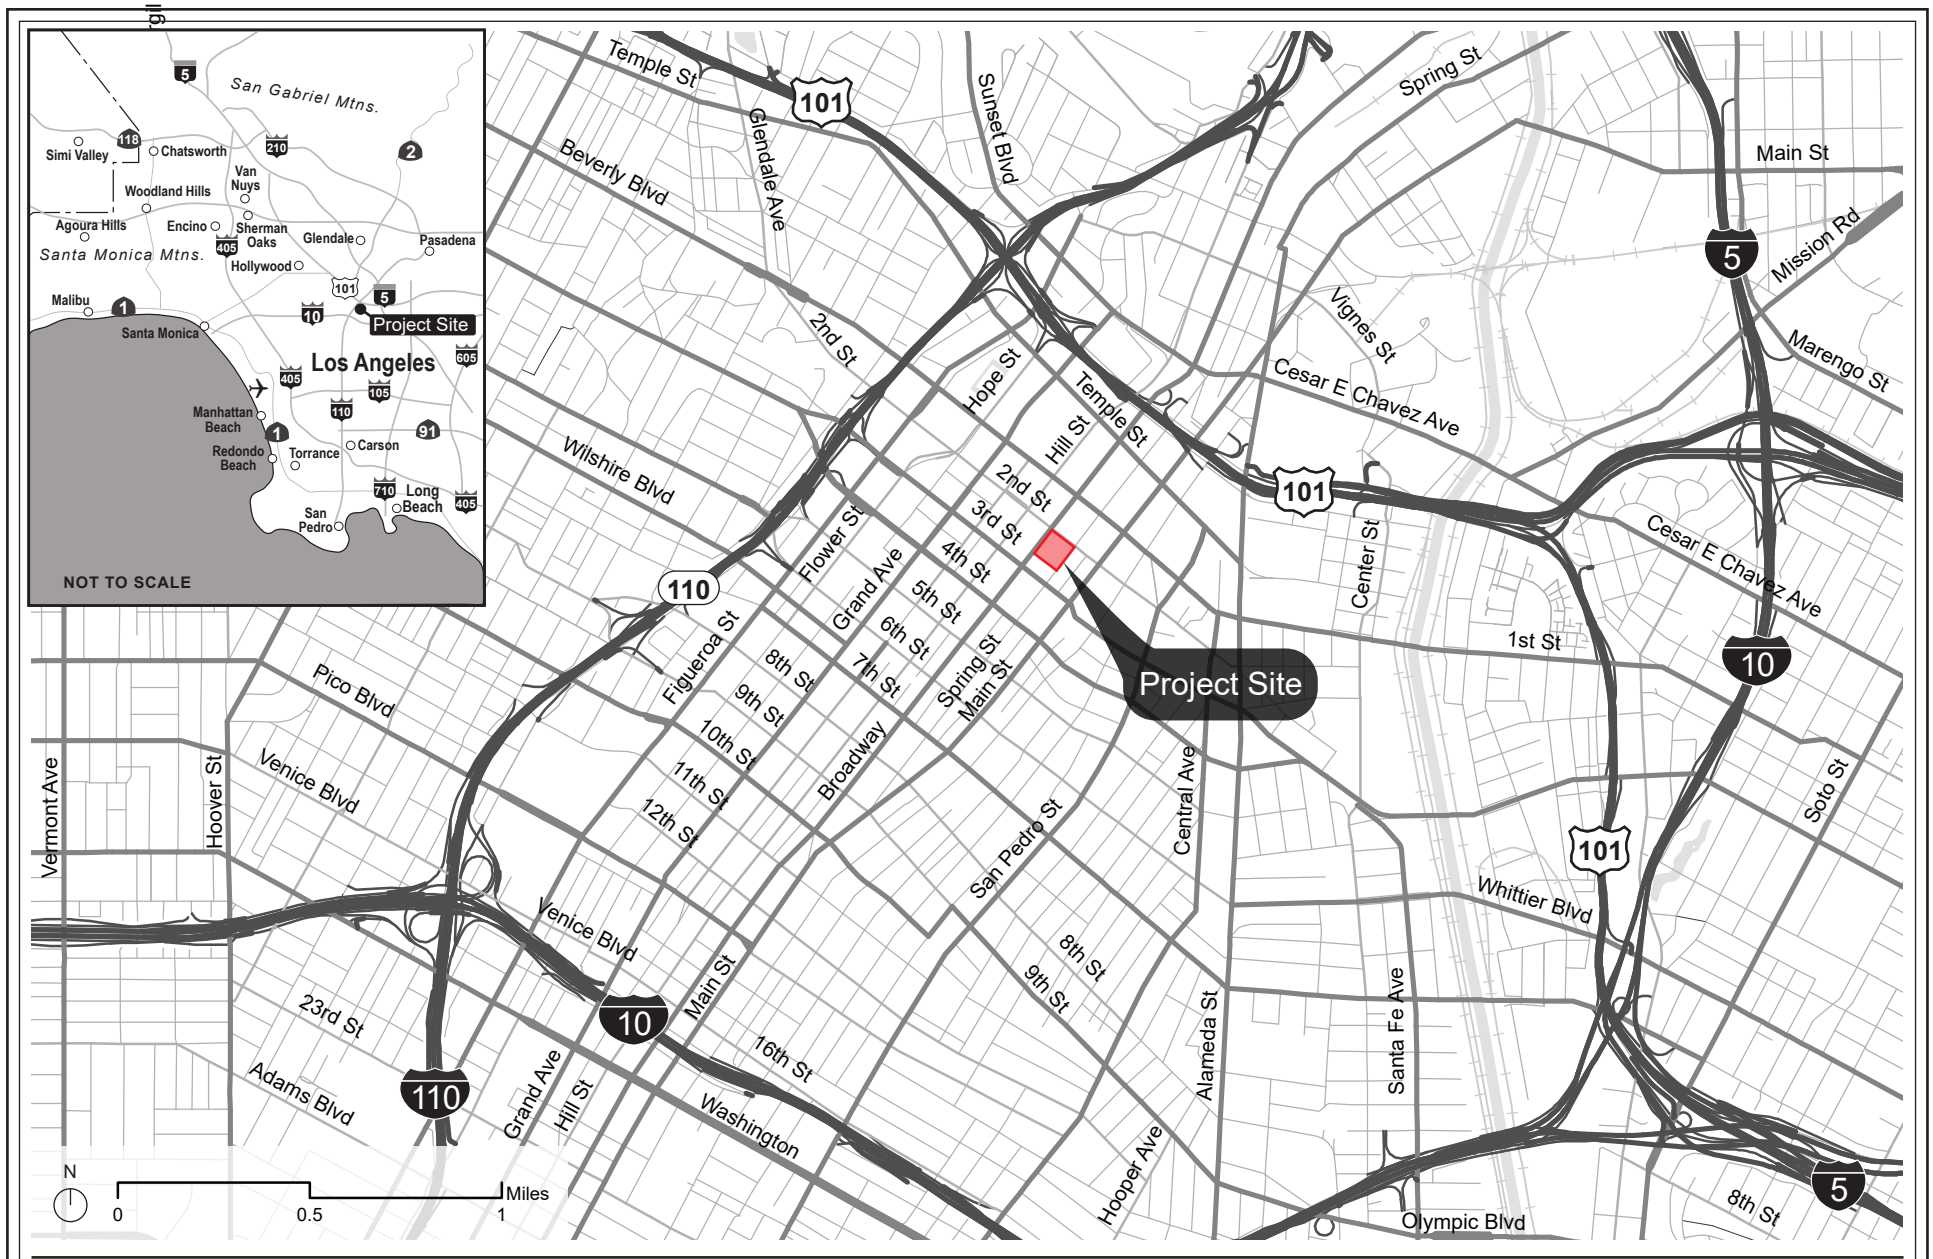 5
San Gabriel Mtns.
118
210
2
Simi Valley
Chatsworth
Van
Nuys
Woodland Hills
Agoura Hills
Encino
Sherman
Oaks
405
Glendale
Pasadena
Santa Monica Mtns.
Hollywood
101
5
Malibu
1
10
Project Site
Santa Monica
Los Angeles
605
405
105
110
Manhattan
Beach
1
91
Redondo
Beach
Torrance
Carson
710
Long
Beach
405
San
Pedro
NOT TO SCALE
Temple St
101
Glendale Ave
Sunset Blvd
Spring St
Main St
Beverly Blvd
5
Mission Rd
2nd St
Vignes St
Marengo St
Hope St
Cesar E Chavez Ave
Temple St
Hill St
Wilshire Blvd
2nd St
3rd St
101
Flower St
4th St
Center St
Cesar E Chavez Ave
110
Grand Ave
5th St
6th St
1st St
10
Figueroa St
8th St
7th St
Spring St
Main St
Project Site
Pico Blvd
9th St
10th St
Broadway
Venice Blvd
11th St
12th St
Vermont Ave
Hoover St
Central Ave
San Pedro St
Soto St
101
Whittier Blvd
Venice Blvd
8th St
9th St
Main St
23rd St
10
16th St
Alameda St
Santa Fe Ave
Adams Blvd
110
Grand Ave
Hill St
Washington
Hooper Ave
5
8th St
Olympic Blvd
N
Miles
0
0.5
1